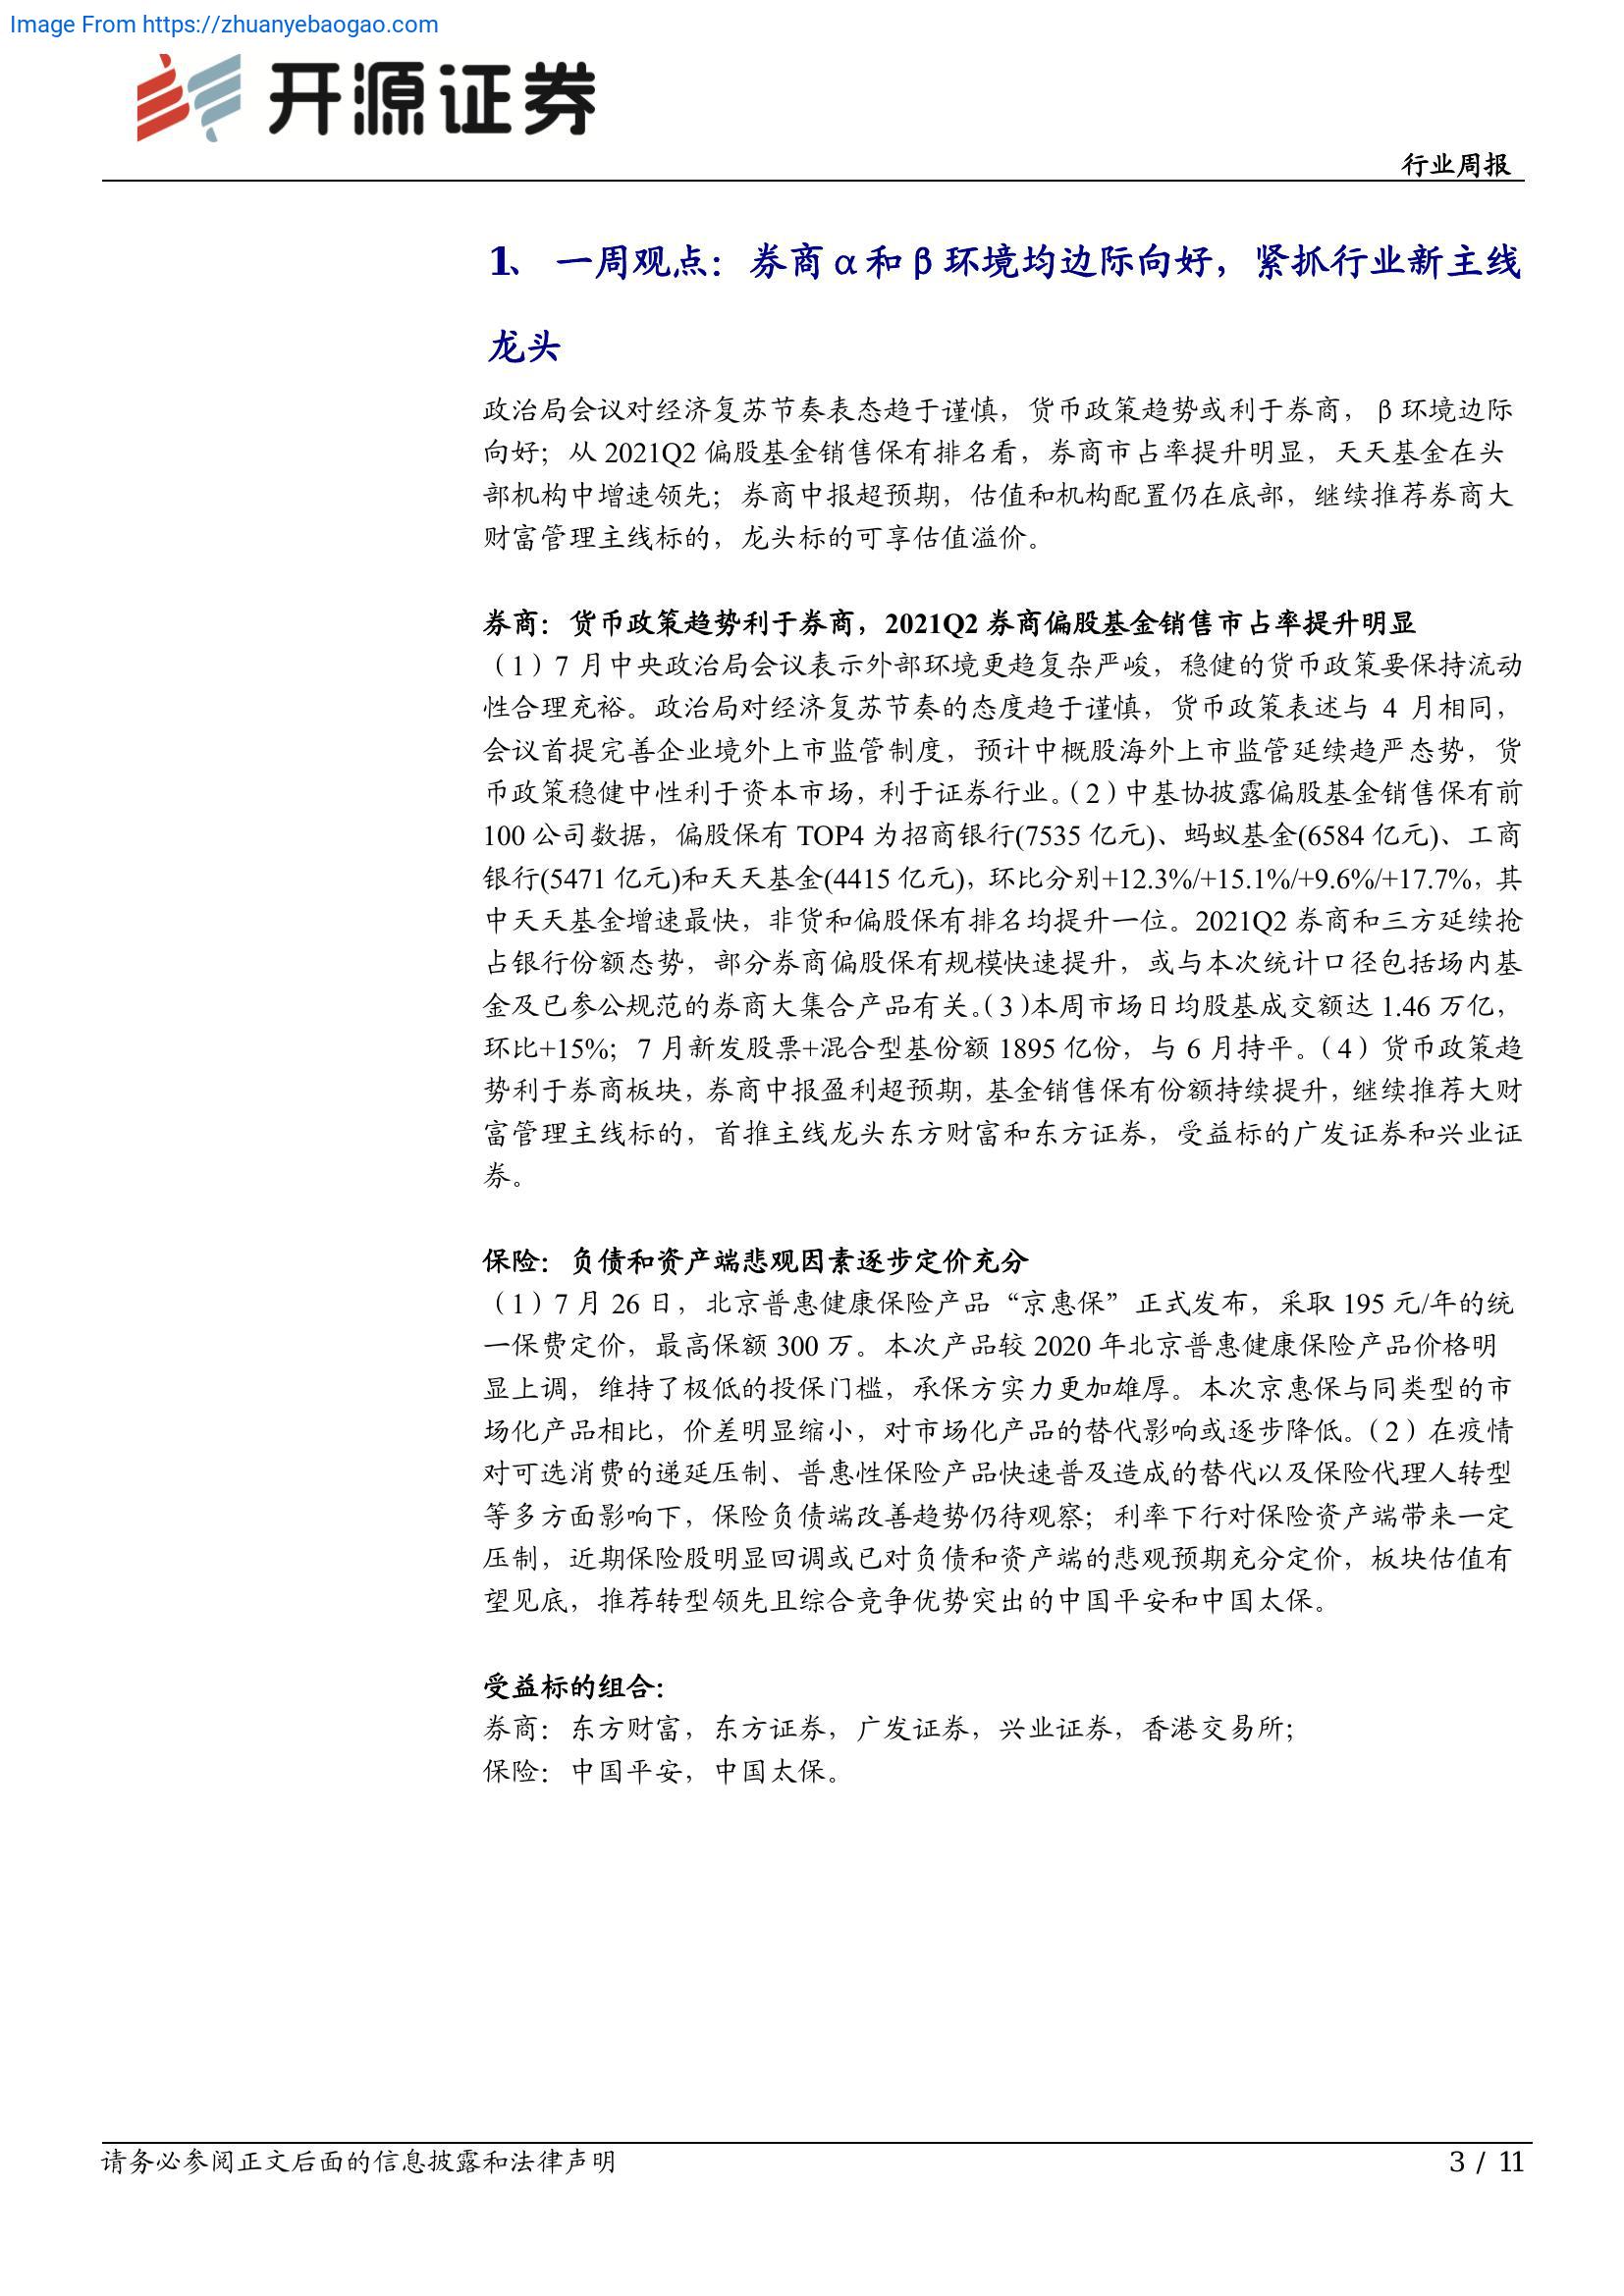 Image From https://zhuanyebaogao.com
开源证券
行业周报
1、 一周观点：券商 α 和 β 环境均边际向好，紧抓行业新主线
龙头
政治局会议对经济复苏节奏表态趋于谨慎，货币政策趋势或利于券商，β 环境边际
向好；从 2021Q2 偏股基金销售保有排名看，券商市占率提升明显，天天基金在头
部机构中增速领先；券商中报超预期，估值和机构配置仍在底部，继续推荐券商大
财富管理主线标的，龙头标的可享估值溢价。
券商：货币政策趋势利于券商，2021Q2 券商偏股基金销售市占率提升明显
（1）7 月中央政治局会议表示外部环境更趋复杂严峻，稳健的货币政策要保持流动
性合理充裕。政治局对经济复苏节奏的态度趋于谨慎，货币政策表述与 4 月相同，
会议首提完善企业境外上市监管制度，预计中概股海外上市监管延续趋严态势，货
币政策稳健中性利于资本市场，利于证券行业。（2）中基协披露偏股基金销售保有前
100 公司数据，偏股保有 TOP4 为招商银行(7535 亿元)、蚂蚁基金(6584 亿元)、工商
银行(5471 亿元)和天天基金(4415 亿元)，环比分别+12.3%/+15.1%/+9.6%/+17.7%，其
中天天基金增速最快，非货和偏股保有排名均提升一位。2021Q2 券商和三方延续抢
占银行份额态势，部分券商偏股保有规模快速提升，或与本次统计口径包括场内基
金及已参公规范的券商大集合产品有关。（3）本周市场日均股基成交额达 1.46 万亿，
环比+15%；7 月新发股票+混合型基份额 1895 亿份，与 6 月持平。（4）货币政策趋
势利于券商板块，券商中报盈利超预期，基金销售保有份额持续提升，继续推荐大财
富管理主线标的，首推主线龙头东方财富和东方证券，受益标的广发证券和兴业证
券。
保险：负债和资产端悲观因素逐步定价充分
（1）7 月 26 日，北京普惠健康保险产品“京惠保”正式发布，采取 195 元/年的统
一保费定价，最高保额 300 万。本次产品较 2020 年北京普惠健康保险产品价格明
显上调，维持了极低的投保门槛，承保方实力更加雄厚。本次京惠保与同类型的市
场化产品相比，价差明显缩小，对市场化产品的替代影响或逐步降低。（2）在疫情
对可选消费的递延压制、普惠性保险产品快速普及造成的替代以及保险代理人转型
等多方面影响下，保险负债端改善趋势仍待观察；利率下行对保险资产端带来一定
压制，近期保险股明显回调或已对负债和资产端的悲观预期充分定价，板块估值有
望见底，推荐转型领先且综合竞争优势突出的中国平安和中国太保。
受益标的组合：
券商：东方财富，东方证券，广发证券，兴业证券，香港交易所；
保险：中国平安，中国太保。
请务必参阅正文后面的信息披露和法律声明
3 / 11